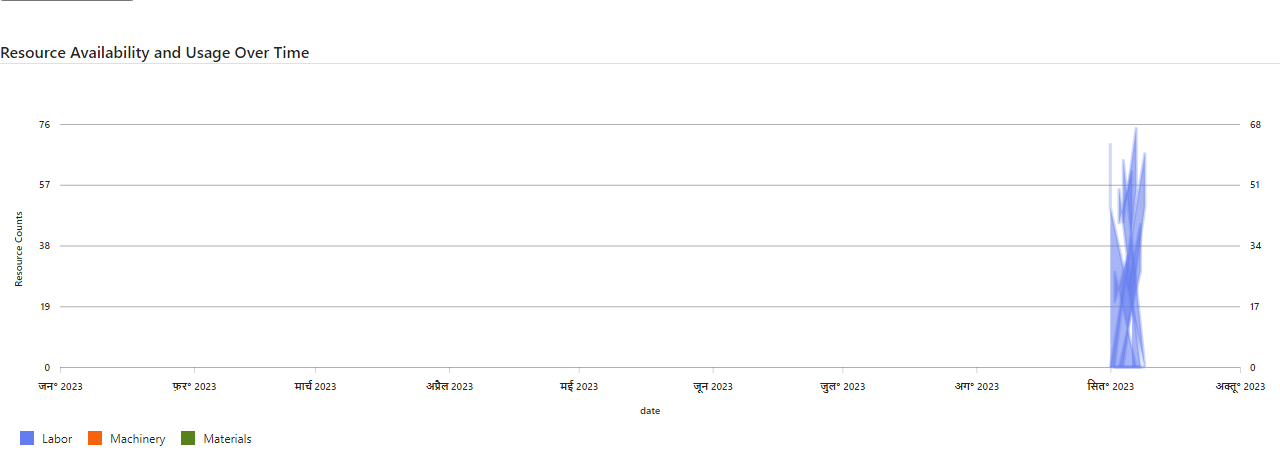 Resource Availability and Usage Over Time
76 68
57 51
Resource Counts
38 34
19 17
0 0
जन॰ 2023 फ़र॰ 2023 मार्च 2023 अप्रैल 2023 मई 2023 जून 2023 जुल॰ 2023 अग॰ 2023 सित॰ 2023 अक्तू॰ 2023
date
Labor Machinery Materials